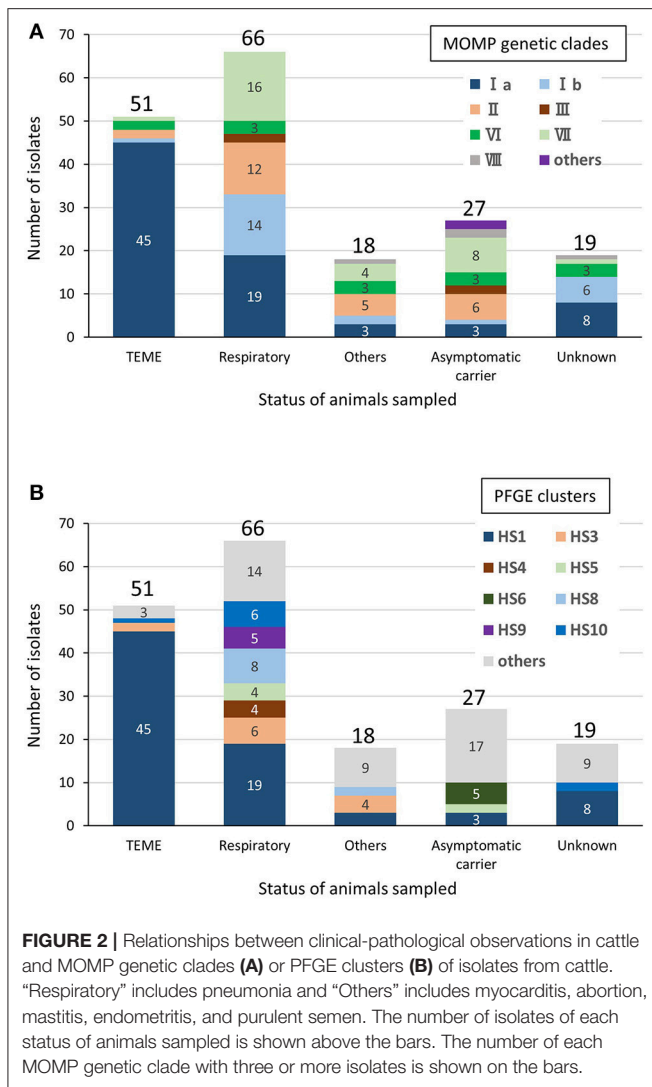 A
MOMP genetic clades
Number of isolates
70
60
50
40
30
20
10
0
51
66
18
27
19
45
16
3
12
14
19
4
3
5
3
8
3
6
3
3
6
8
Ⅰ a
Ⅰ b
Ⅱ
Ⅲ
Ⅵ
Ⅶ
Ⅷ
others
TEME
Respiratory
Others
Asymptomatic
carrier
Unknown
Status of animals sampled
B
PFGE clusters
Number of isolates
70
60
50
40
30
20
10
0
51
66
18
27
19
3
45
14
6
5
8
4
4
6
19
9
4
17
5
3
9
8
HS1
HS3
HS4
HS5
HS6
HS8
HS9
HS10
others
TEME
Respiratory
Others
Asymptomatic
carrier
Unknown
Status of animals sampled
FIGURE 2 | Relationships between clinical-pathological observations in cattle
and MOMP genetic clades (A) or PFGE clusters (B) of isolates from cattle.
“Respiratory” includes pneumonia and “Others” includes myocarditis, abortion,
mastitis, endometritis, and purulent semen. The number of isolates of each
status of animals sampled is shown above the bars. The number of each
MOMP genetic clade with three or more isolates is shown on the bars.